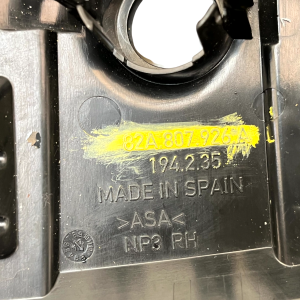 194.2.35
MADE IN SPAIN
>ASA<
NP3 RH